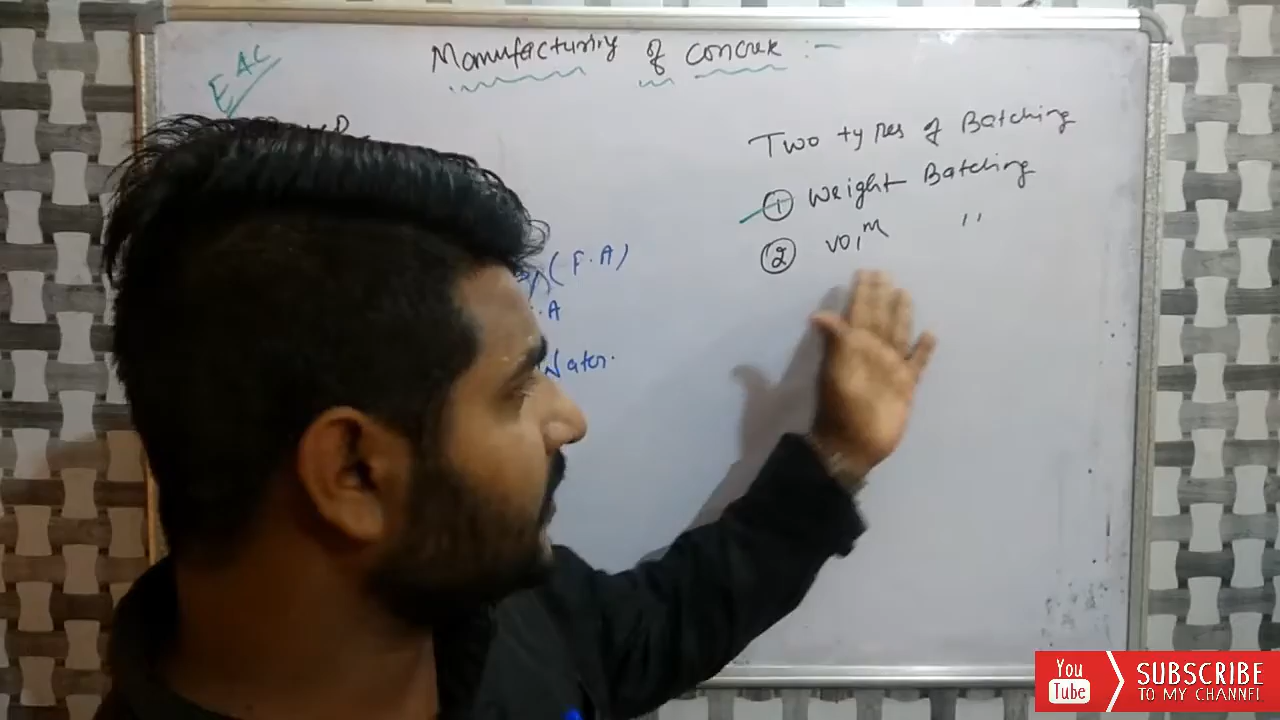 EAC
Manufacturing of concrete :-
Two types of Batching
① Weight Batching
② Volm "
(F.A)
.A
Water.
You Tube
SUBSCRIBE
TO MY CHANNEL